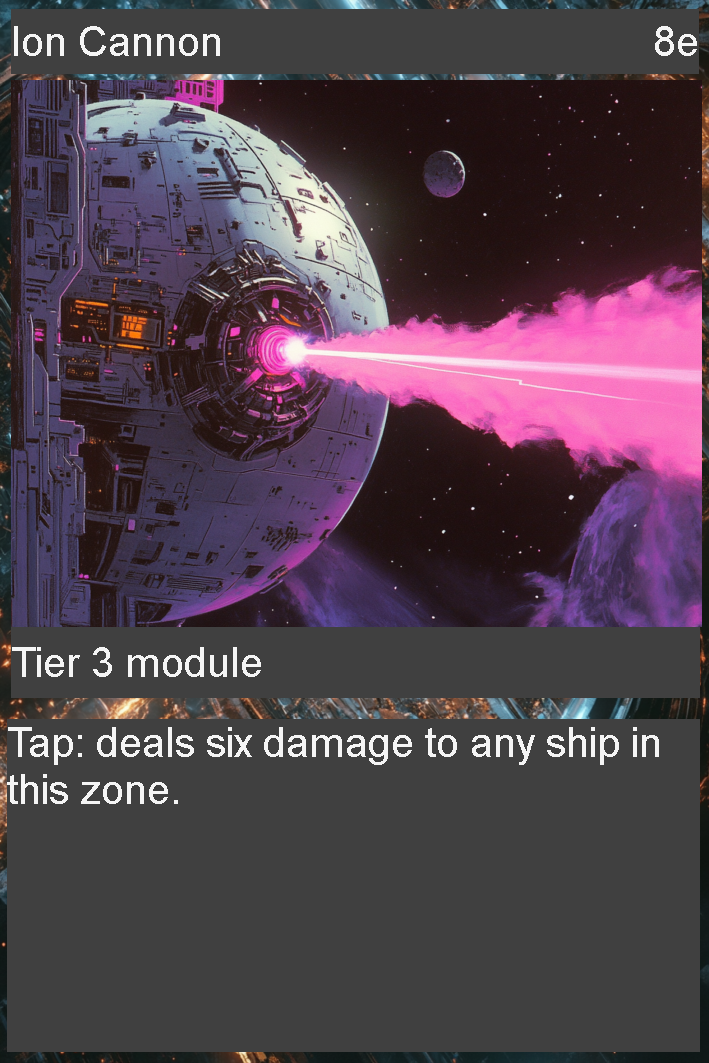 Ion Cannon 8e
Tier 3 module
Tap: deals six damage to any ship in
this zone.